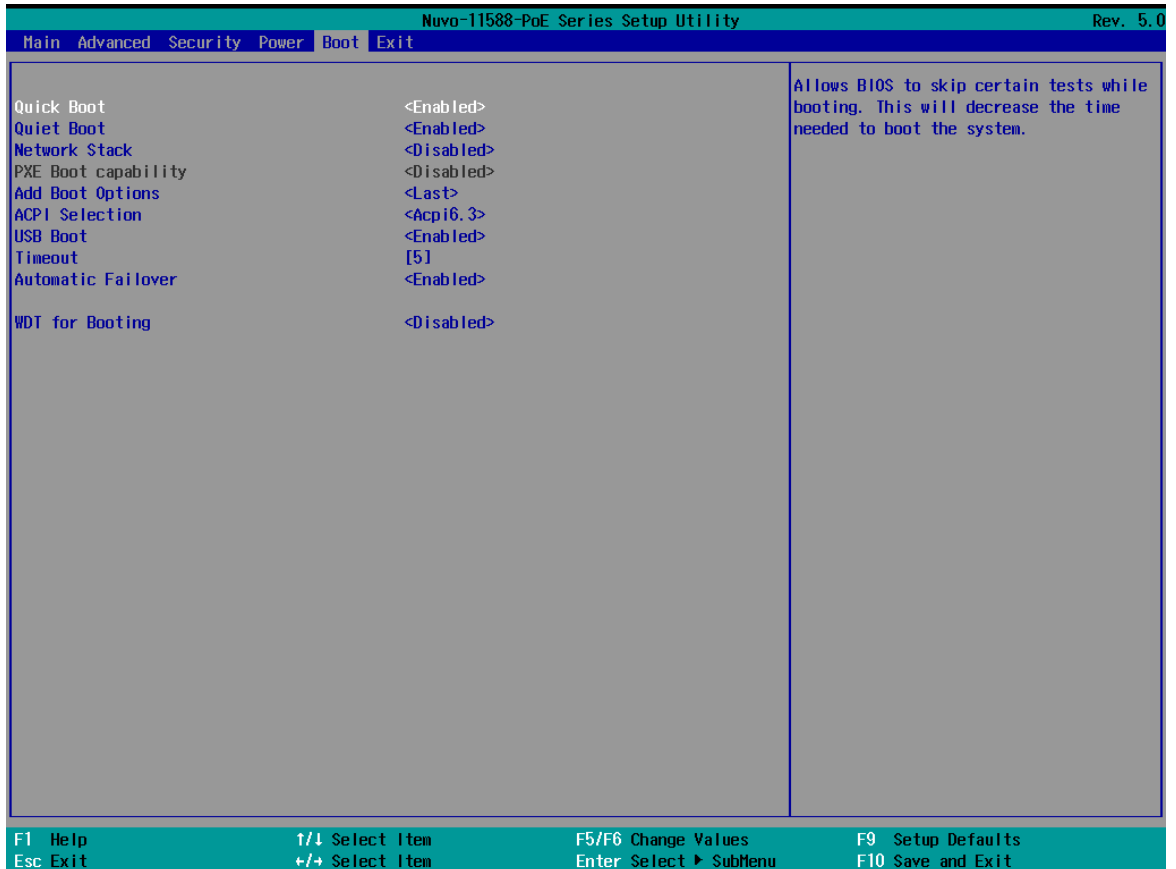 Nuvo-11588-PoE Series Setup Utility Rev. 5.0
Main Advanced Security Power Boot Exit
Allows BIOS to skip certain tests while
booting. This will decrease the time
needed to boot the system.
Quick Boot <Enabled>
Quiet Boot <Enabled>
Network Stack <Disabled>
PXE Boot capability <Disabled>
Add Boot Options <Last>
ACPI Selection <Acpi6.3>
USB Boot <Enabled>
Timeout [5]
Automatic Failover <Enabled>
WDT for Booting <Disabled>
F1 Help ↑/↓ Select Item F5/F6 Change Values F9 Setup Defaults
Esc Exit ←/→ Select Item Enter Select ▶ SubMenu F10 Save and Exit